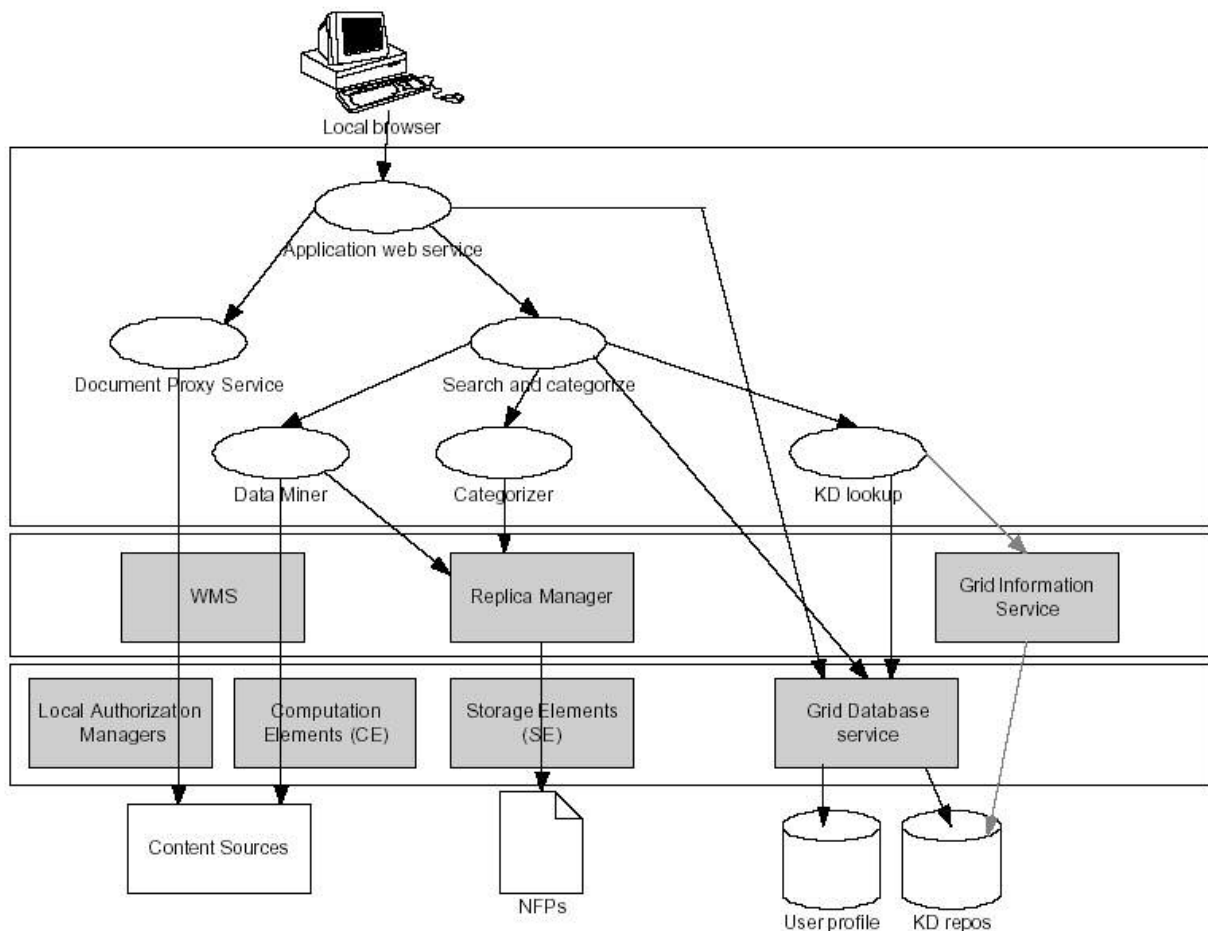 Local browser
Application web service
Document Proxy Service
Search and categorize
Data Miner
Categorizer
KD lookup
WMS
Replica Manager
Grid Information
Service
Local Authorization
Managers
Computation
Elements (CE)
Storage Elements
(SE)
Grid Database
service
Content Sources
NFPs
User profile
KD repos